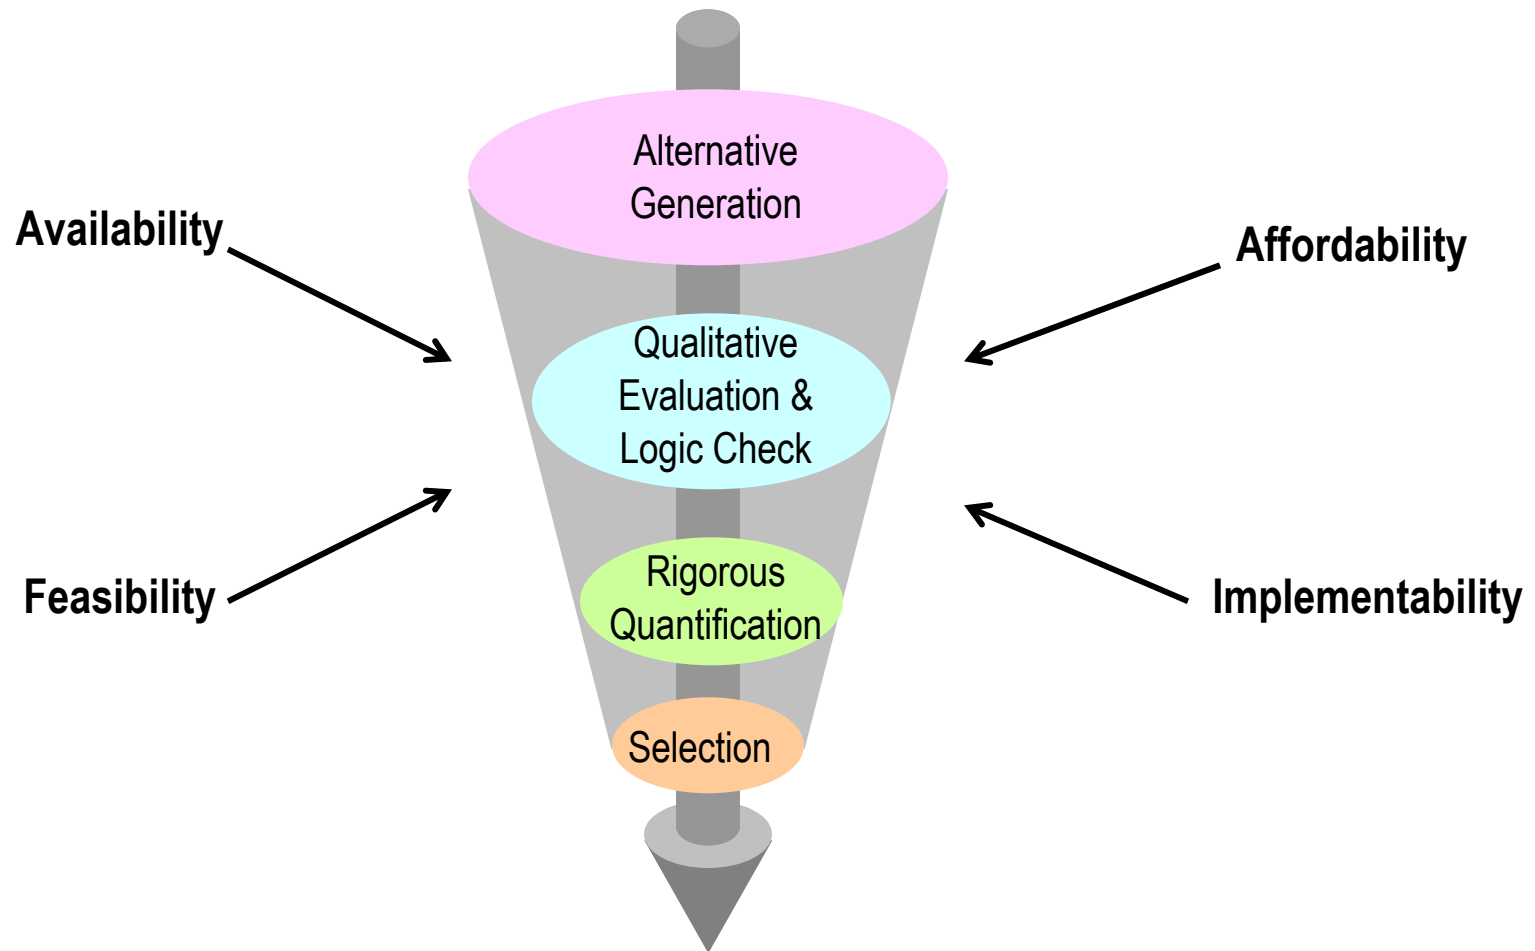 Alternative
Generation
Availability
Affordability
Qualitative
Evaluation &
Logic Check
Rigorous
Quantification
Feasibility
Implementability
Selection